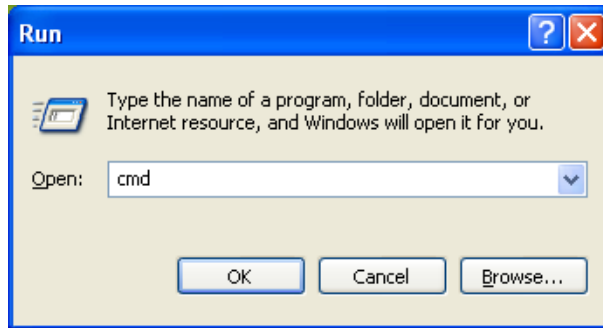 Run
Type the name of a program, folder, document, or
Internet resource, and Windows will open it for you.
Open: cmd
OK Cancel Browse...